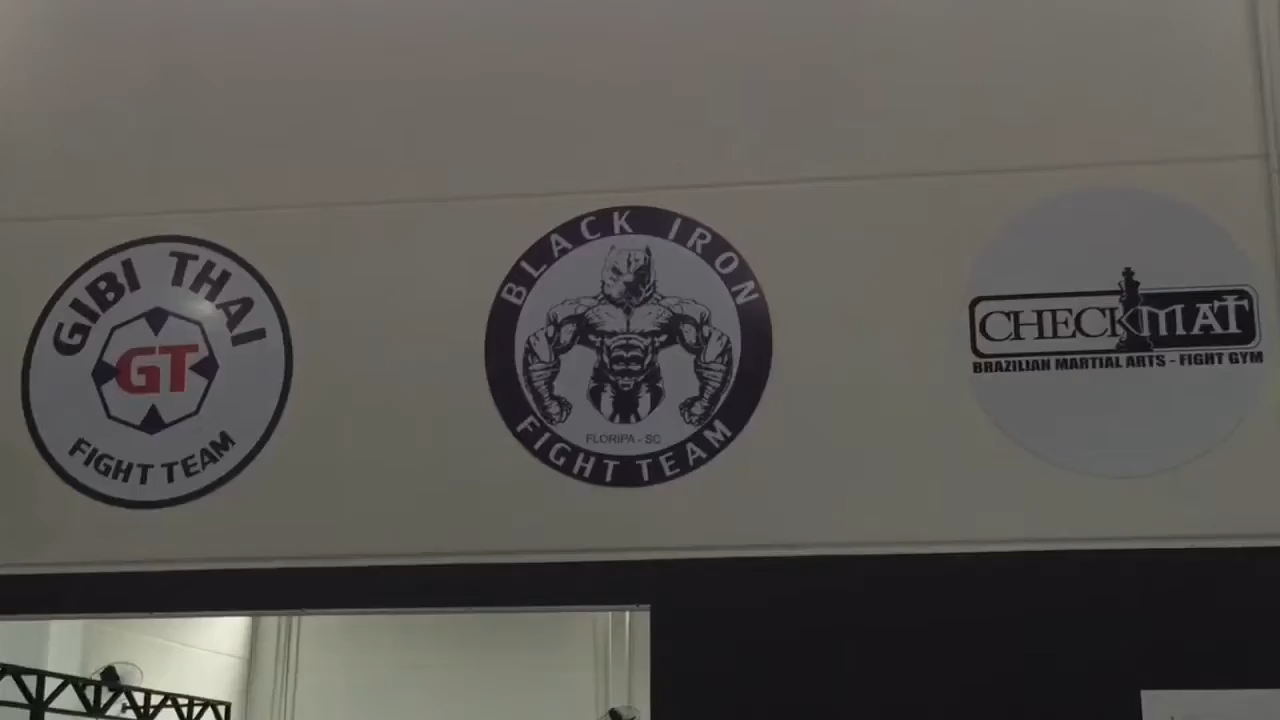 GIBI THAI
GT
FIGHT TEAM
BLACK IRON
FLORIPA - SC
FIGHT TEAM
CHECKMAT
BRAZILIAN MARTIAL ARTS - FIGHT GYM